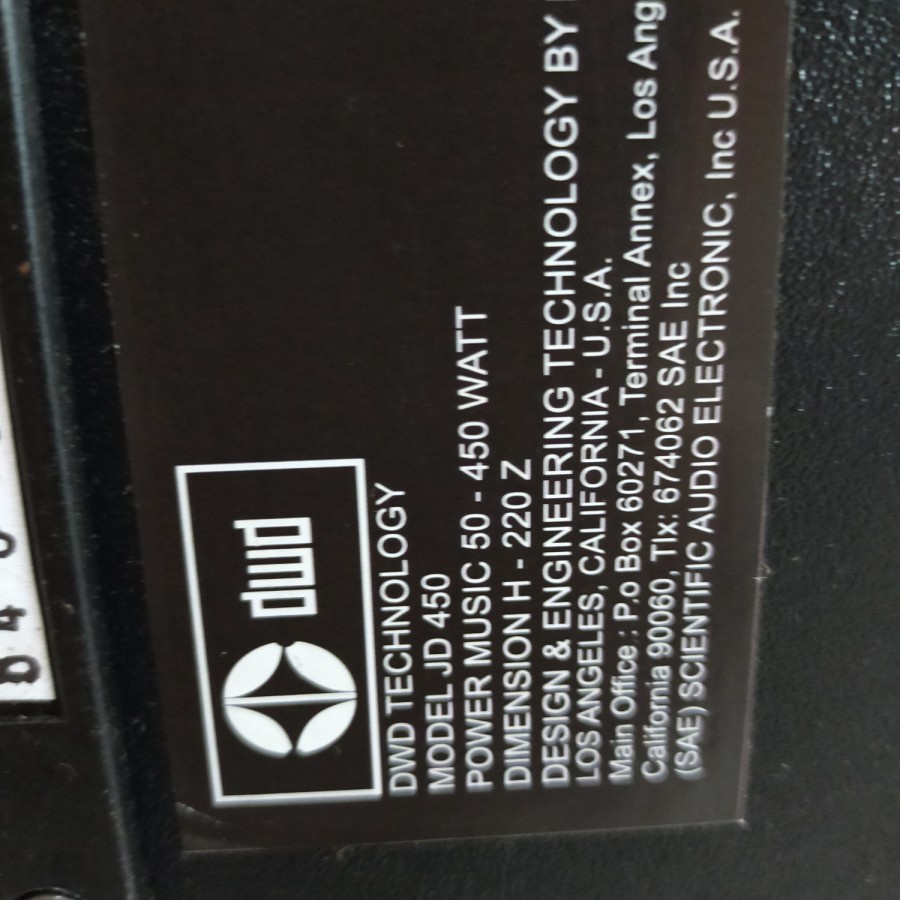 dwd
DWD TECHNOLOGY
MODEL JD 450
POWER MUSIC 50 - 450 WATT
DIMENSION H - 220 Z
DESIGN & ENGINEERING TECHNOLOGY BY
LOS ANGELES, CALIFORNIA - U.S.A.
Main Office : P.o Box 60271, Terminal Annex, Los Ang
California 90060, Tlx: 674062 SAE Inc
(SAE) SCIENTIFIC AUDIO ELECTRONIC, Inc U.S.A.